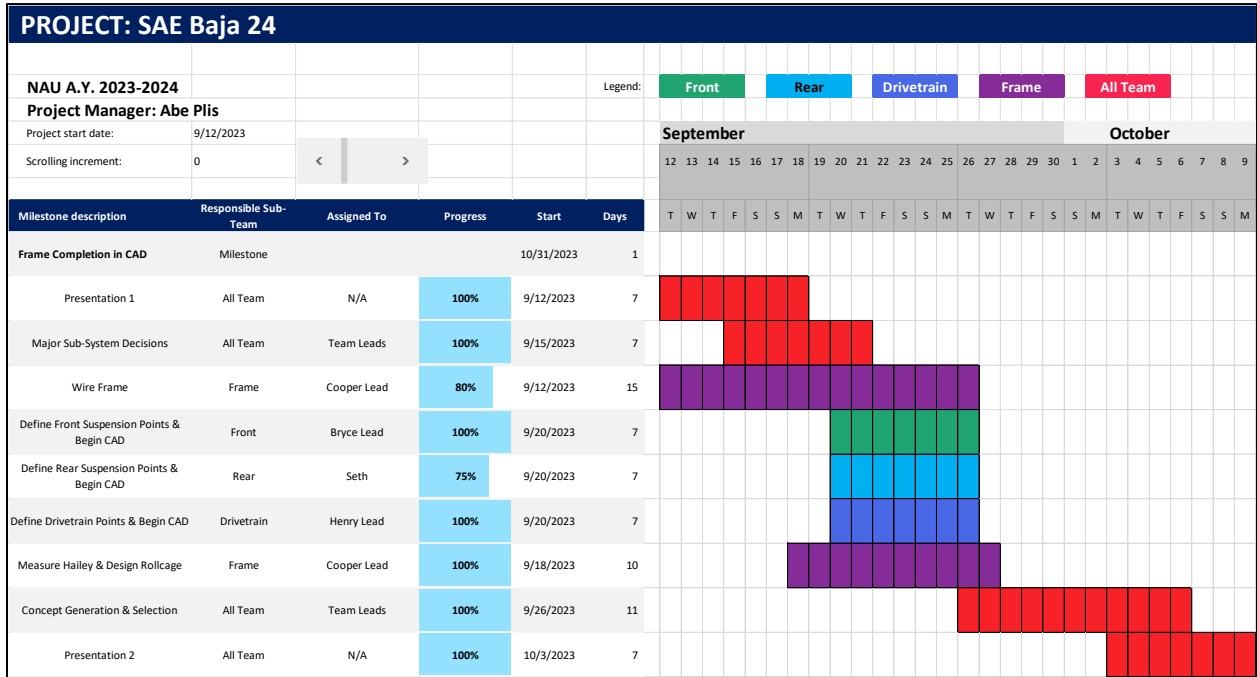 PROJECT: SAE Baja 24
NAU A.Y. 2023-2024
Legend: Front Rear Drivetrain Frame All Team
Project Manager: Abe Plis
Project start date: 9/12/2023 September October
Scrolling increment: 0 < > 12 13 14 15 16 17 18 19 20 21 22 23 24 25 26 27 28 29 30 1 2 3 4 5 6 7 8 9
Milestone description Responsible Sub-Team Assigned To Progress Start Days T W T F S S M T W T F S S M T W T F S S M T W T F S S M
Frame Completion in CAD Milestone 10/31/2023 1
Presentation 1 All Team N/A 100% 9/12/2023 7
Major Sub-System Decisions All Team Team Leads 100% 9/15/2023 7
Wire Frame Frame Cooper Lead 80% 9/12/2023 15
Define Front Suspension Points & Begin CAD Front Bryce Lead 100% 9/20/2023 7
Define Rear Suspension Points & Begin CAD Rear Seth 75% 9/20/2023 7
Define Drivetrain Points & Begin CAD Drivetrain Henry Lead 100% 9/20/2023 7
Measure Hailey & Design Rollcage Frame Cooper Lead 100% 9/18/2023 10
Concept Generation & Selection All Team Team Leads 100% 9/26/2023 11
Presentation 2 All Team N/A 100% 10/3/2023 7